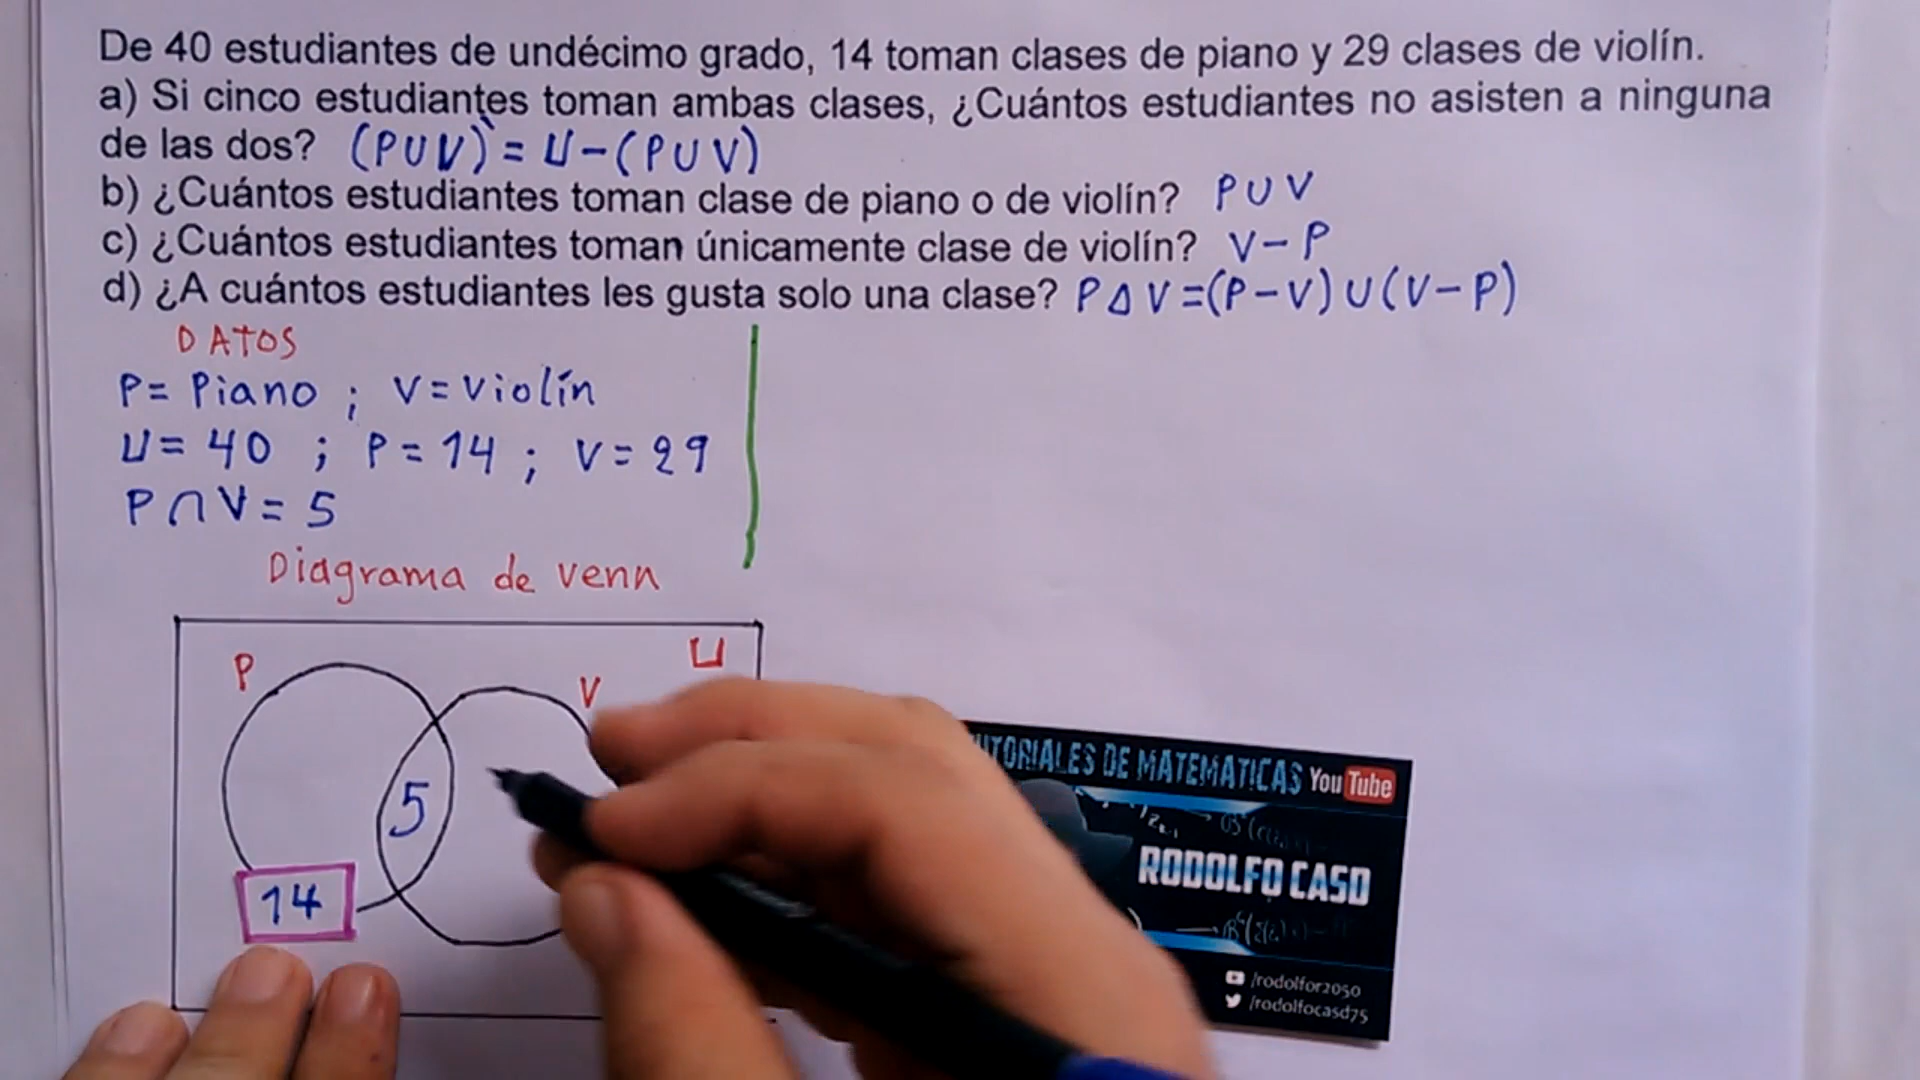 De 40 estudiantes de undécimo grado, 14 toman clases de piano y 29 clases de violín.
a) Si cinco estudiantes toman ambas clases, ¿Cuántos estudiantes no asisten a ninguna
de las dos? (P∪V)' = U-(P∪V)
b) ¿Cuántos estudiantes toman clase de piano o de violín? P∪V
c) ¿Cuántos estudiantes toman únicamente clase de violín? V-P
d) ¿A cuántos estudiantes les gusta solo una clase? P∆V=(P-V)∪(V-P)
DATOS
P= Piano ; V=Violín
U= 40 ; P=14 ; V=29
P∩V=5
Diagrama de venn
P
V
U
5
14
DE MATEMATICAS YouTube
RODOLFO CASD
/rodolfor2050
/rodolfocasd75